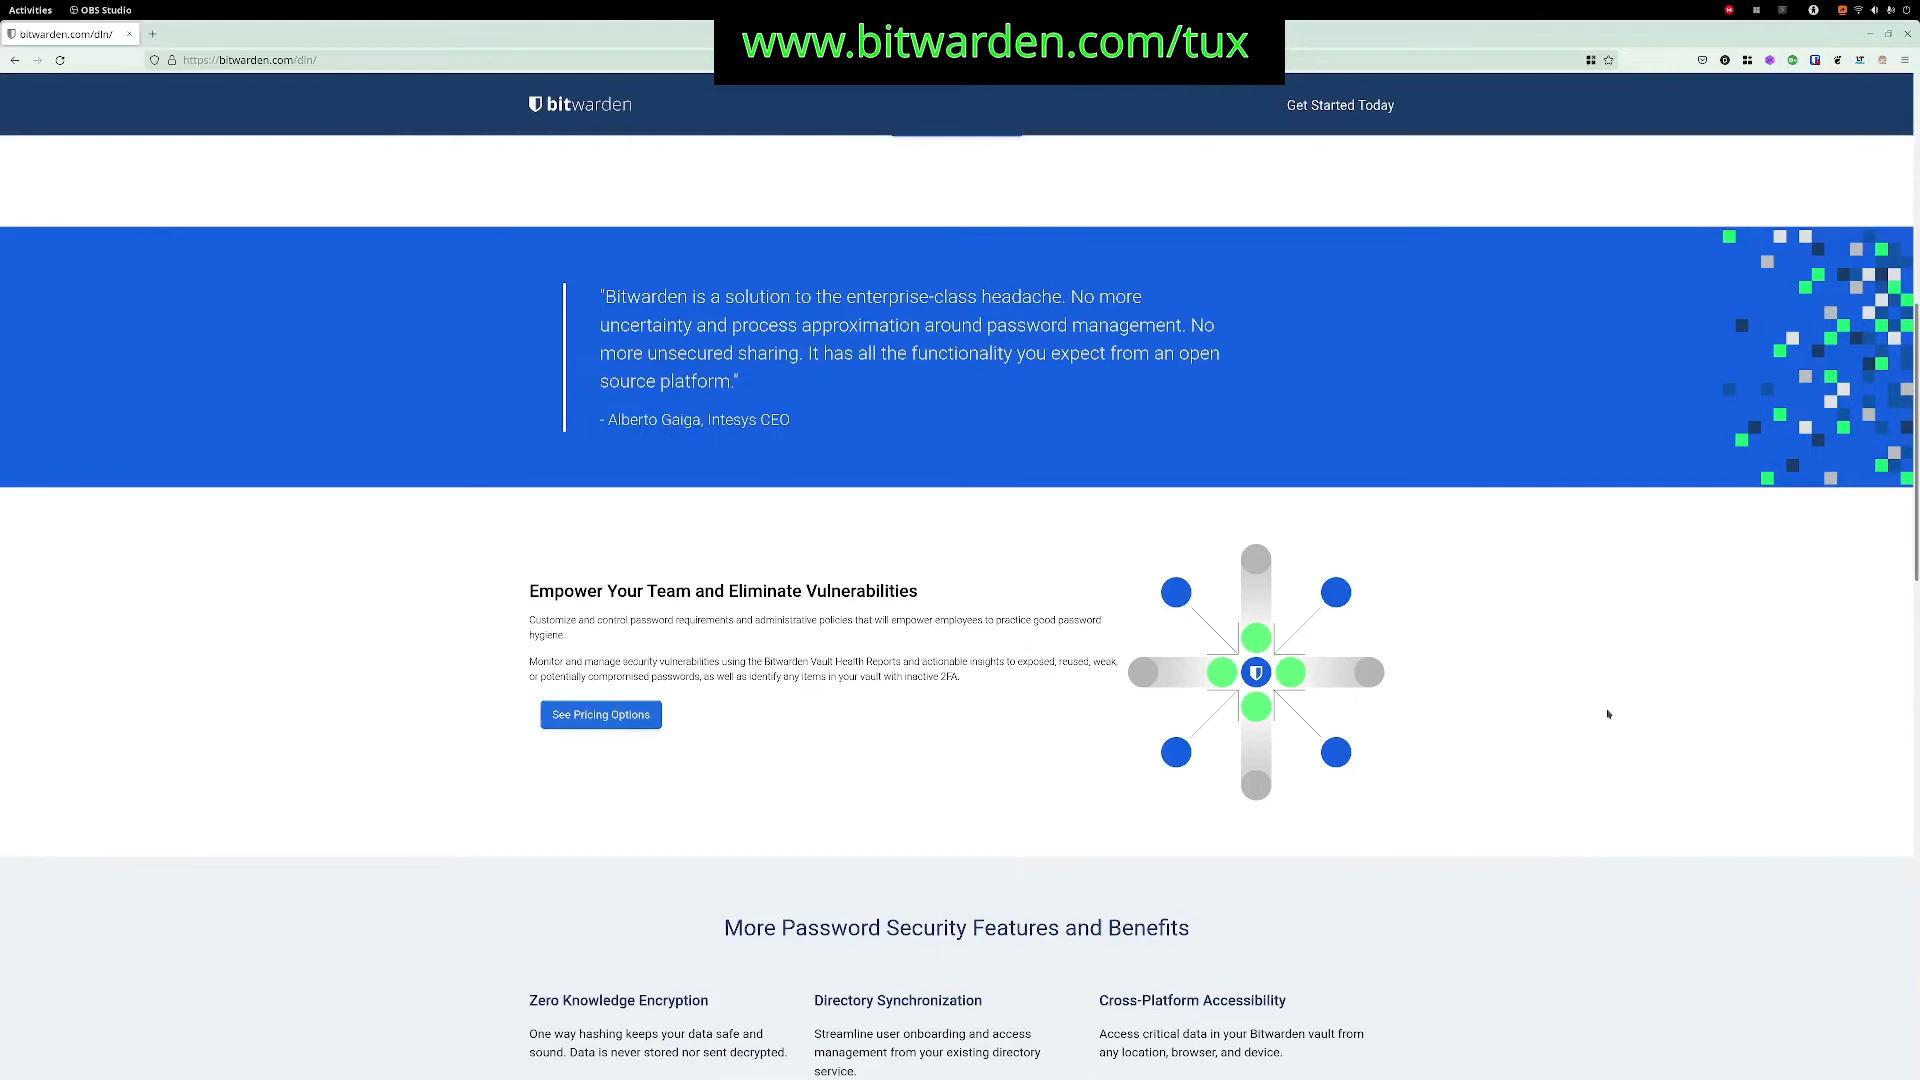 Activities
OBS Studio
www.bitwarden.com/tux
bitwarden.com/dln/
https://bitwarden.com/dln/
bitwarden
Get Started Today
"Bitwarden is a solution to the enterprise-class headache. No more
uncertainty and process approximation around password management. No
more unsecured sharing. It has all the functionality you expect from an open
source platform."
- Alberto Gaiga, Intesys CEO
Empower Your Team and Eliminate Vulnerabilities
Customize and control password requirements and administrative policies that will empower employees to practice good password
hygiene.
Monitor and manage security vulnerabilities using the Bitwarden Vault Health Reports and actionable insights to exposed, reused, weak,
or potentially compromised passwords, as well as identify any items in your vault with inactive 2FA.
See Pricing Options
More Password Security Features and Benefits
Zero Knowledge Encryption
One way hashing keeps your data safe and
sound. Data is never stored nor sent decrypted.
Directory Synchronization
Streamline user onboarding and access
management from your existing directory
service.
Cross-Platform Accessibility
Access critical data in your Bitwarden vault from
any location, browser, and device.